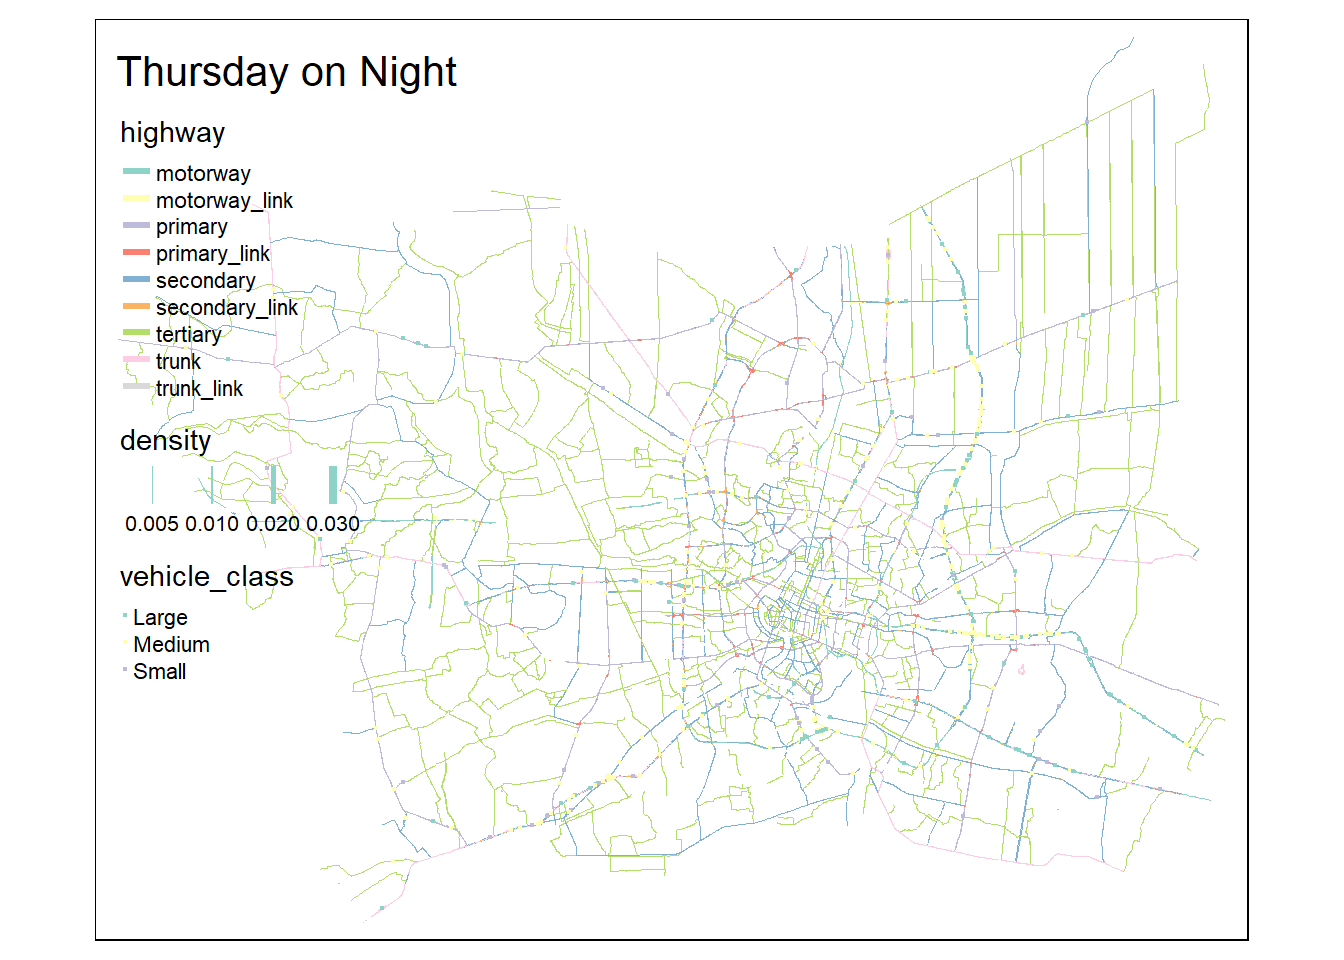 Thursday on Night
highway
motorway
motorway_link
primary
primary_link
secondary
secondary_link
tertiary
trunk
trunk_link
density
0.005 0.010 0.020 0.030
vehicle_class
Large
Medium
Small